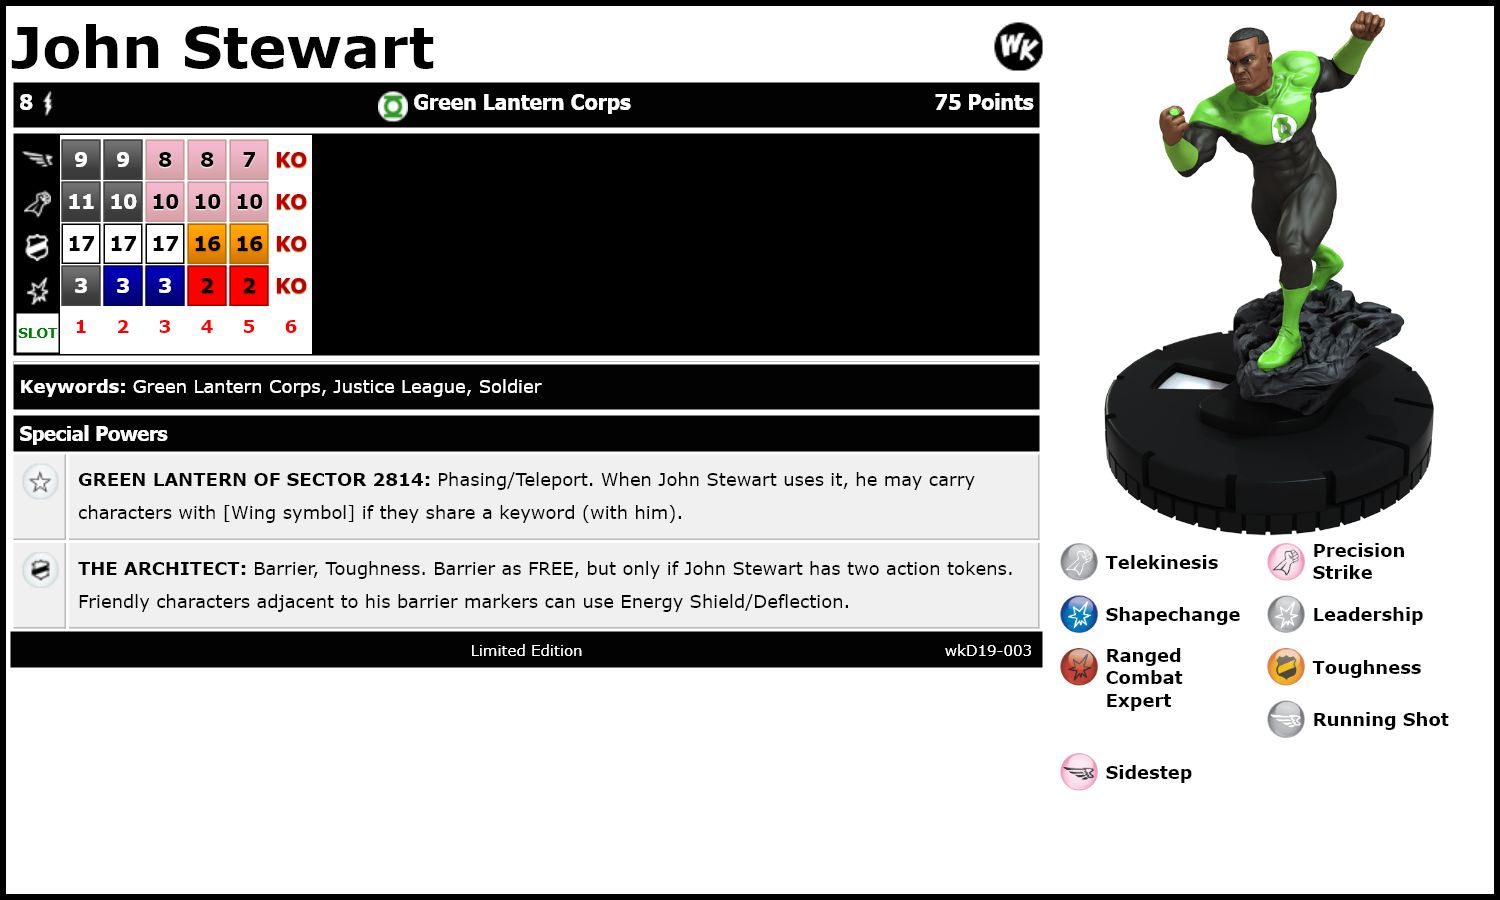 John Stewart
WK
8 Green Lantern Corps 75 Points
9 9 8 8 7 KO
11 10 10 10 10 KO
17 17 17 16 16 KO
3 3 3 2 2 KO
SLOT 1 2 3 4 5 6
Keywords: Green Lantern Corps, Justice League, Soldier
Special Powers
GREEN LANTERN OF SECTOR 2814: Phasing/Teleport. When John Stewart uses it, he may carry
characters with [Wing symbol] if they share a keyword (with him).
THE ARCHITECT: Barrier, Toughness. Barrier as FREE, but only if John Stewart has two action tokens.
Friendly characters adjacent to his barrier markers can use Energy Shield/Deflection.
Limited Edition wkD19-003
Telekinesis
Precision
Strike
Shapechange
Leadership
Ranged
Combat
Expert
Toughness
Running Shot
Sidestep